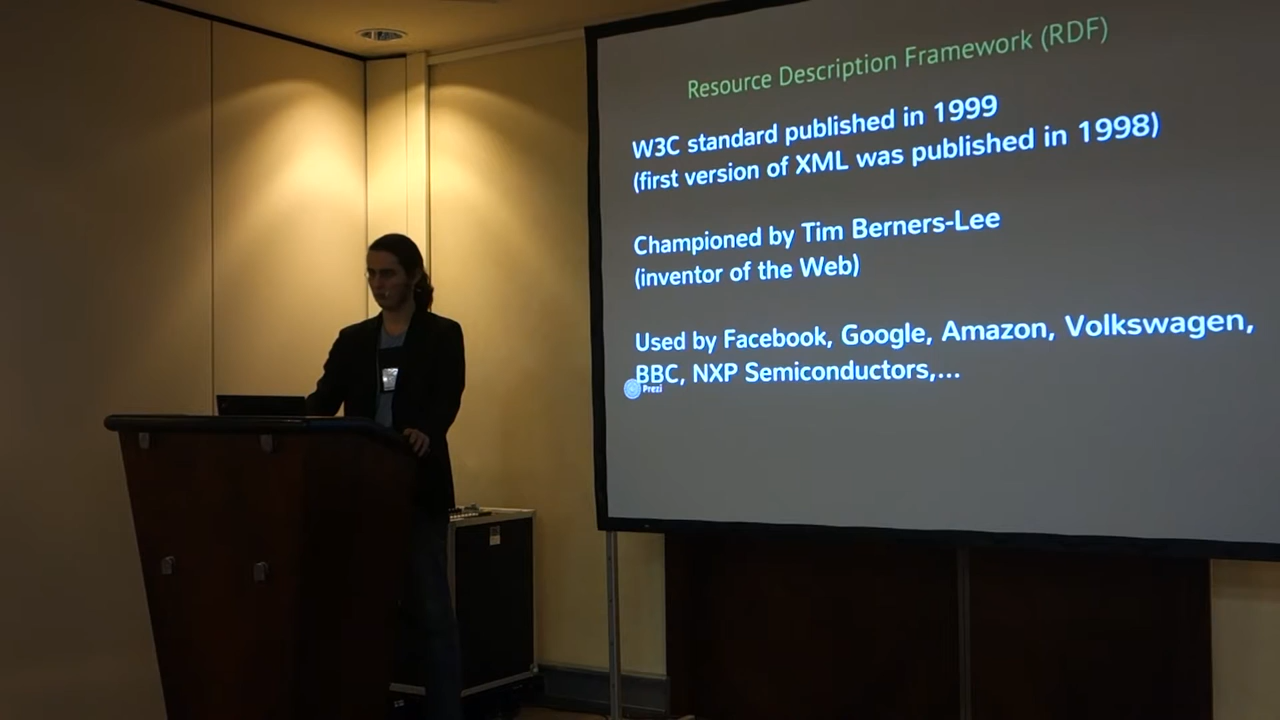 Resource Description Framework (RDF)
W3C standard published in 1999
(first version of XML was published in 1998)
Championed by Tim Berners-Lee
(inventor of the Web)
Used by Facebook, Google, Amazon, Volkswagen,
BBC, NXP Semiconductors,...
Prezi